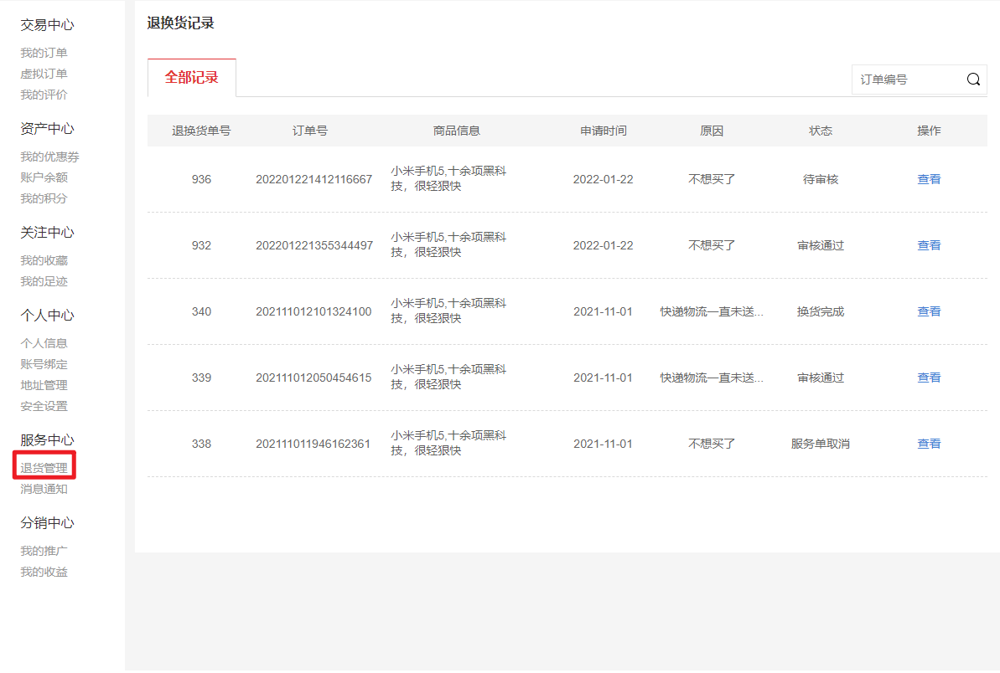 交易中心
我的订单
虚拟订单
我的评价
资产中心
我的优惠券
账户余额
我的积分
关注中心
我的收藏
我的足迹
个人中心
个人信息
账号绑定
地址管理
安全设置
服务中心
退货管理
消息通知
分销中心
我的推广
我的收益
退换货记录
全部记录
订单编号
退换货单号 订单号 商品信息 申请时间 原因 状态 操作
936 202201221412116667 小米手机5,十余项黑科 2022-01-22 不想买了 待审核 查看
技，很轻狠快
932 202201221355344497 小米手机5,十余项黑科 2022-01-22 不想买了 审核通过 查看
技，很轻狠快
340 202111012101324100 小米手机5,十余项黑科 2021-11-01 快递物流一直未送... 换货完成 查看
技，很轻狠快
339 202111012050454615 小米手机5,十余项黑科 2021-11-01 快递物流一直未送... 审核通过 查看
技，很轻狠快
338 202111011946162361 小米手机5,十余项黑科 2021-11-01 不想买了 服务单取消 查看
技，很轻狠快